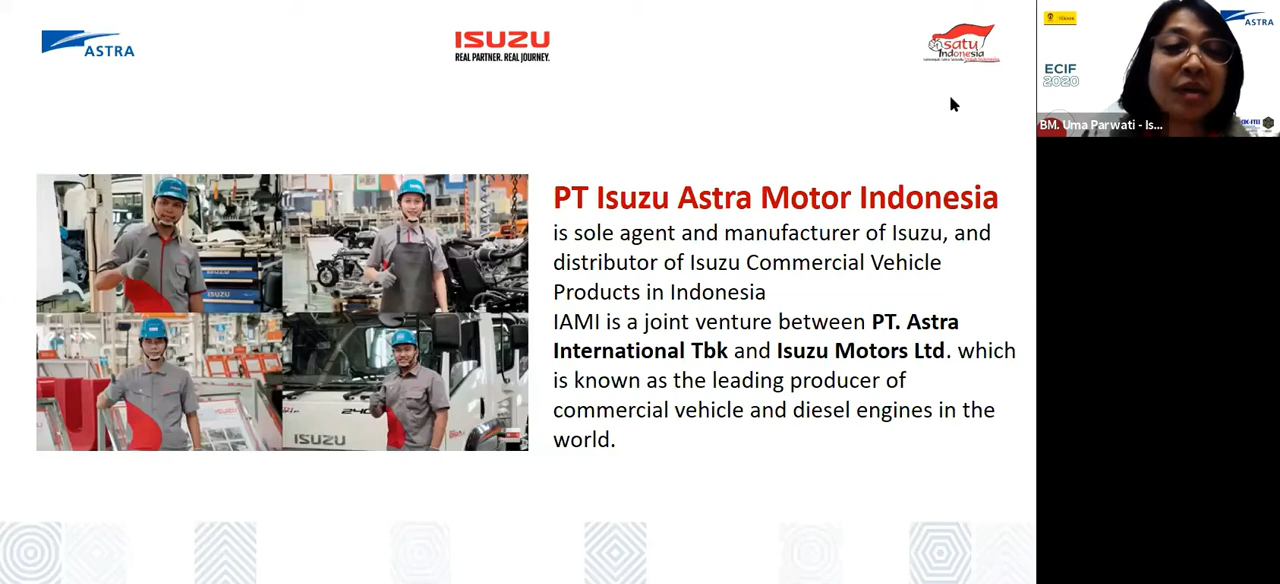 ASTRA
ISUZU
REAL PARTNER. REAL JOURNEY.
satu
Indonesia
ECIF
2020
ASTRA
BM. Uma Parwati - Is...
PT Isuzu Astra Motor Indonesia
is sole agent and manufacturer of Isuzu, and
distributor of Isuzu Commercial Vehicle
Products in Indonesia
IAMI is a joint venture between PT. Astra
International Tbk and Isuzu Motors Ltd. which
is known as the leading producer of
commercial vehicle and diesel engines in the
world.
ISUZU
ISUZU
ISUZU